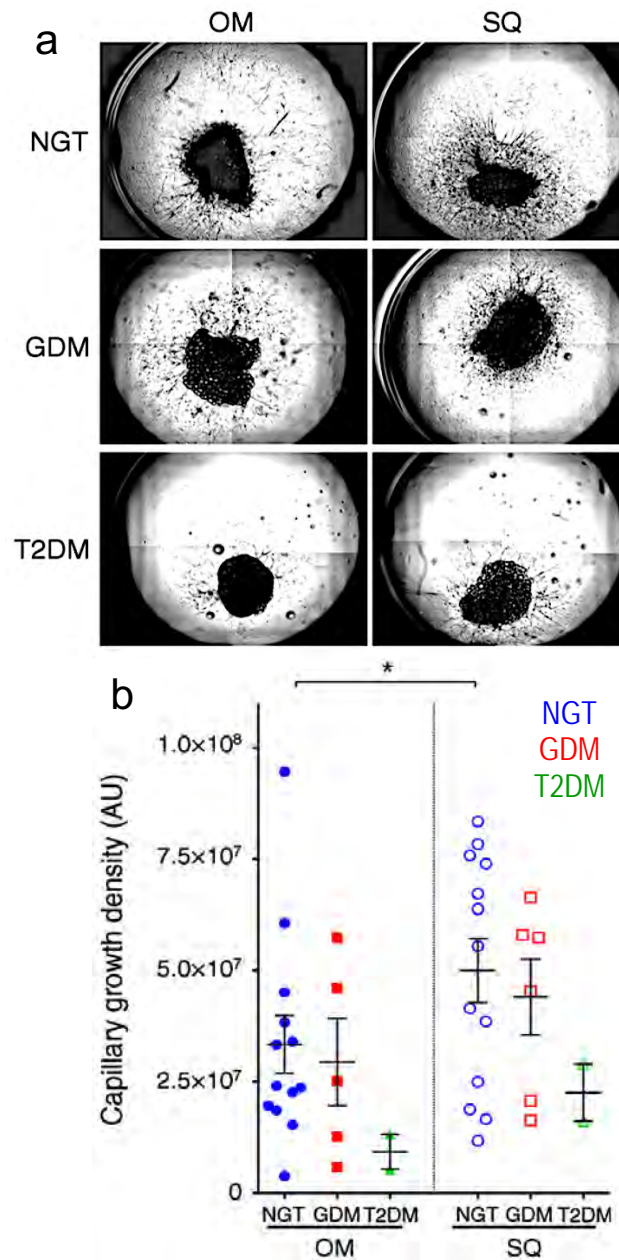 OM SQ
a
NGT
GDM
T2DM
b
*
NGT
GDM
T2DM
Capillary growth density (AU)
1.0×10⁸
7.5×10⁷
5.0×10⁷
2.5×10⁷
0
NGT GDM T2DM NGT GDM T2DM
OM SQ